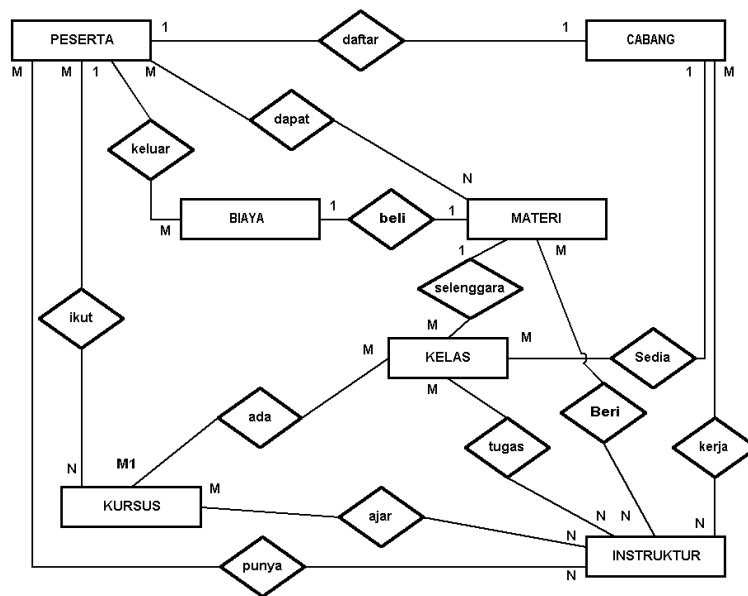 1
1
PESERTA
daftar
CABANG
M
M
1
M
1
M
dapat
keluar
N
BIAYA
1
beli
1
MATERI
M
1
M
selenggara
ikut
M
M
M
KELAS
Sedia
M
ada
Beri
tugas
kerja
M1
N
M
KURSUS
N
N
N
ajar
N
INSTRUKTUR
punya
N